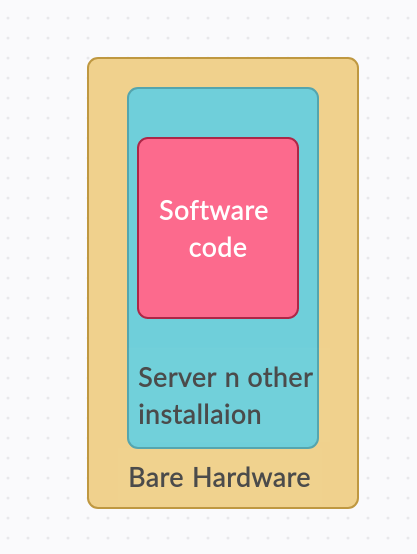 Software
code
Server n other
installaion
Bare Hardware